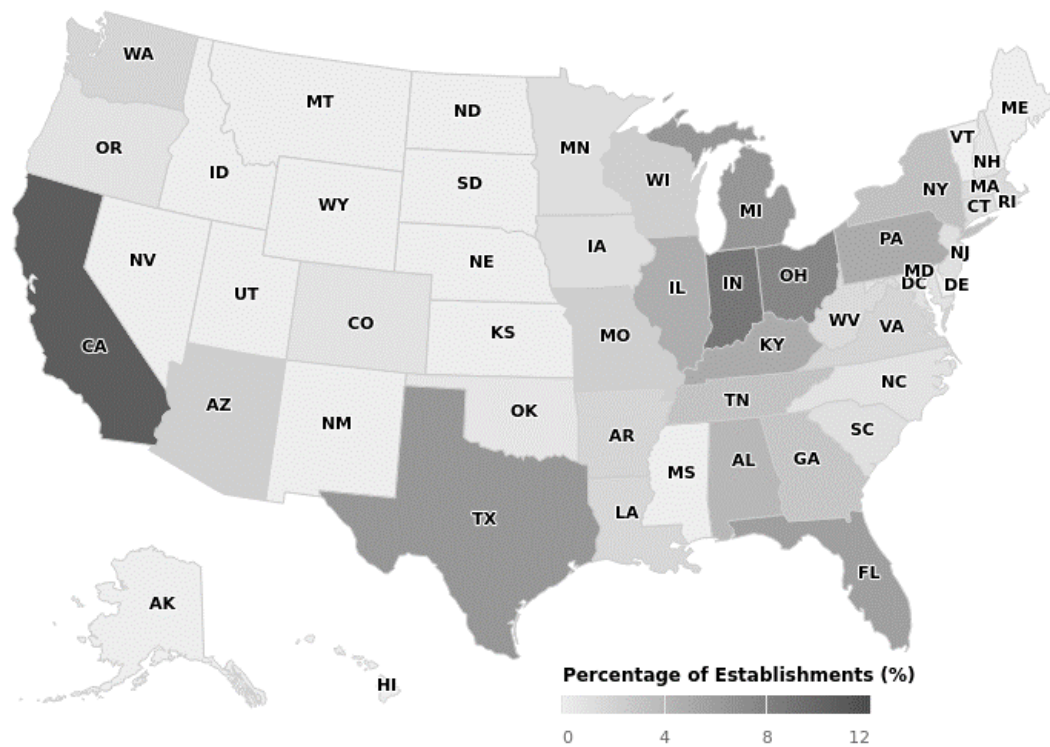 WA
MT
ND
ME
MN
VT
OR
NH
ID
SD
WI
MA
NY
RI
WY
CT
MI
PA
IA
NJ
NV
NE
MD
OH
IN
DC
DE
IL
UT
CO
WV
VA
KS
MO
CA
KY
NC
TN
AZ
OK
NM
SC
AR
AL
GA
MS
LA
TX
FL
AK
HI
Percentage of Establishments (%)
0 4 8 12